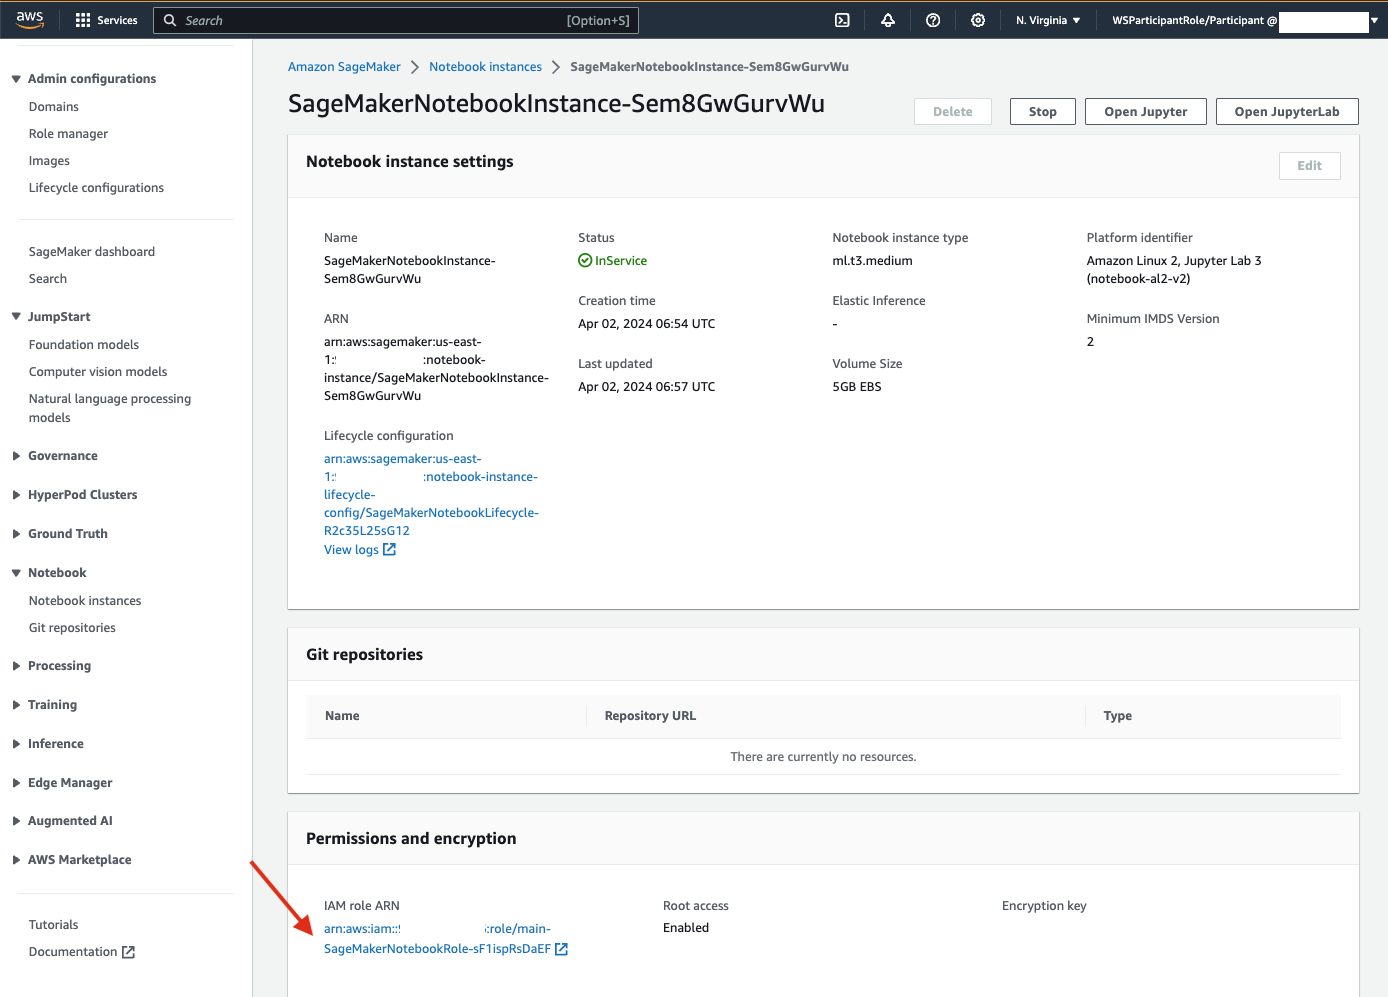 aws
Services
Search
[Option+S]
N. Virginia
WSParticipantRole/Participant @
Admin configurations
Domains
Role manager
Images
Lifecycle configurations
SageMaker dashboard
Search
JumpStart
Foundation models
Computer vision models
Natural language processing
models
Governance
HyperPod Clusters
Ground Truth
Notebook
Notebook instances
Git repositories
Processing
Training
Inference
Edge Manager
Augmented AI
AWS Marketplace
Tutorials
Documentation
Amazon SageMaker > Notebook instances > SageMakerNotebookInstance-Sem8GwGurvWu
SageMakerNotebookInstance-Sem8GwGurvWu
Delete
Stop
Open Jupyter
Open JupyterLab
Notebook instance settings
Edit
Name
SageMakerNotebookInstance-
Sem8GwGurvWu
ARN
arn:aws:sagemaker:us-east-
1: :notebook-
instance/SageMakerNotebookInstance-
Sem8GwGurvWu
Lifecycle configuration
arn:aws:sagemaker:us-east-
1: :notebook-instance-
lifecycle-
config/SageMakerNotebookLifecycle-
R2c35L25sG12
View logs
Status
InService
Creation time
Apr 02, 2024 06:54 UTC
Last updated
Apr 02, 2024 06:57 UTC
Notebook instance type
ml.t3.medium
Elastic Inference
-
Volume Size
5GB EBS
Platform identifier
Amazon Linux 2, Jupyter Lab 3
(notebook-al2-v2)
Minimum IMDS Version
2
Git repositories
Name
Repository URL
Type
There are currently no resources.
Permissions and encryption
IAM role ARN
arn:aws:iam:: :role/main-
SageMakerNotebookRole-sF1ispRsDaEF
Root access
Enabled
Encryption key